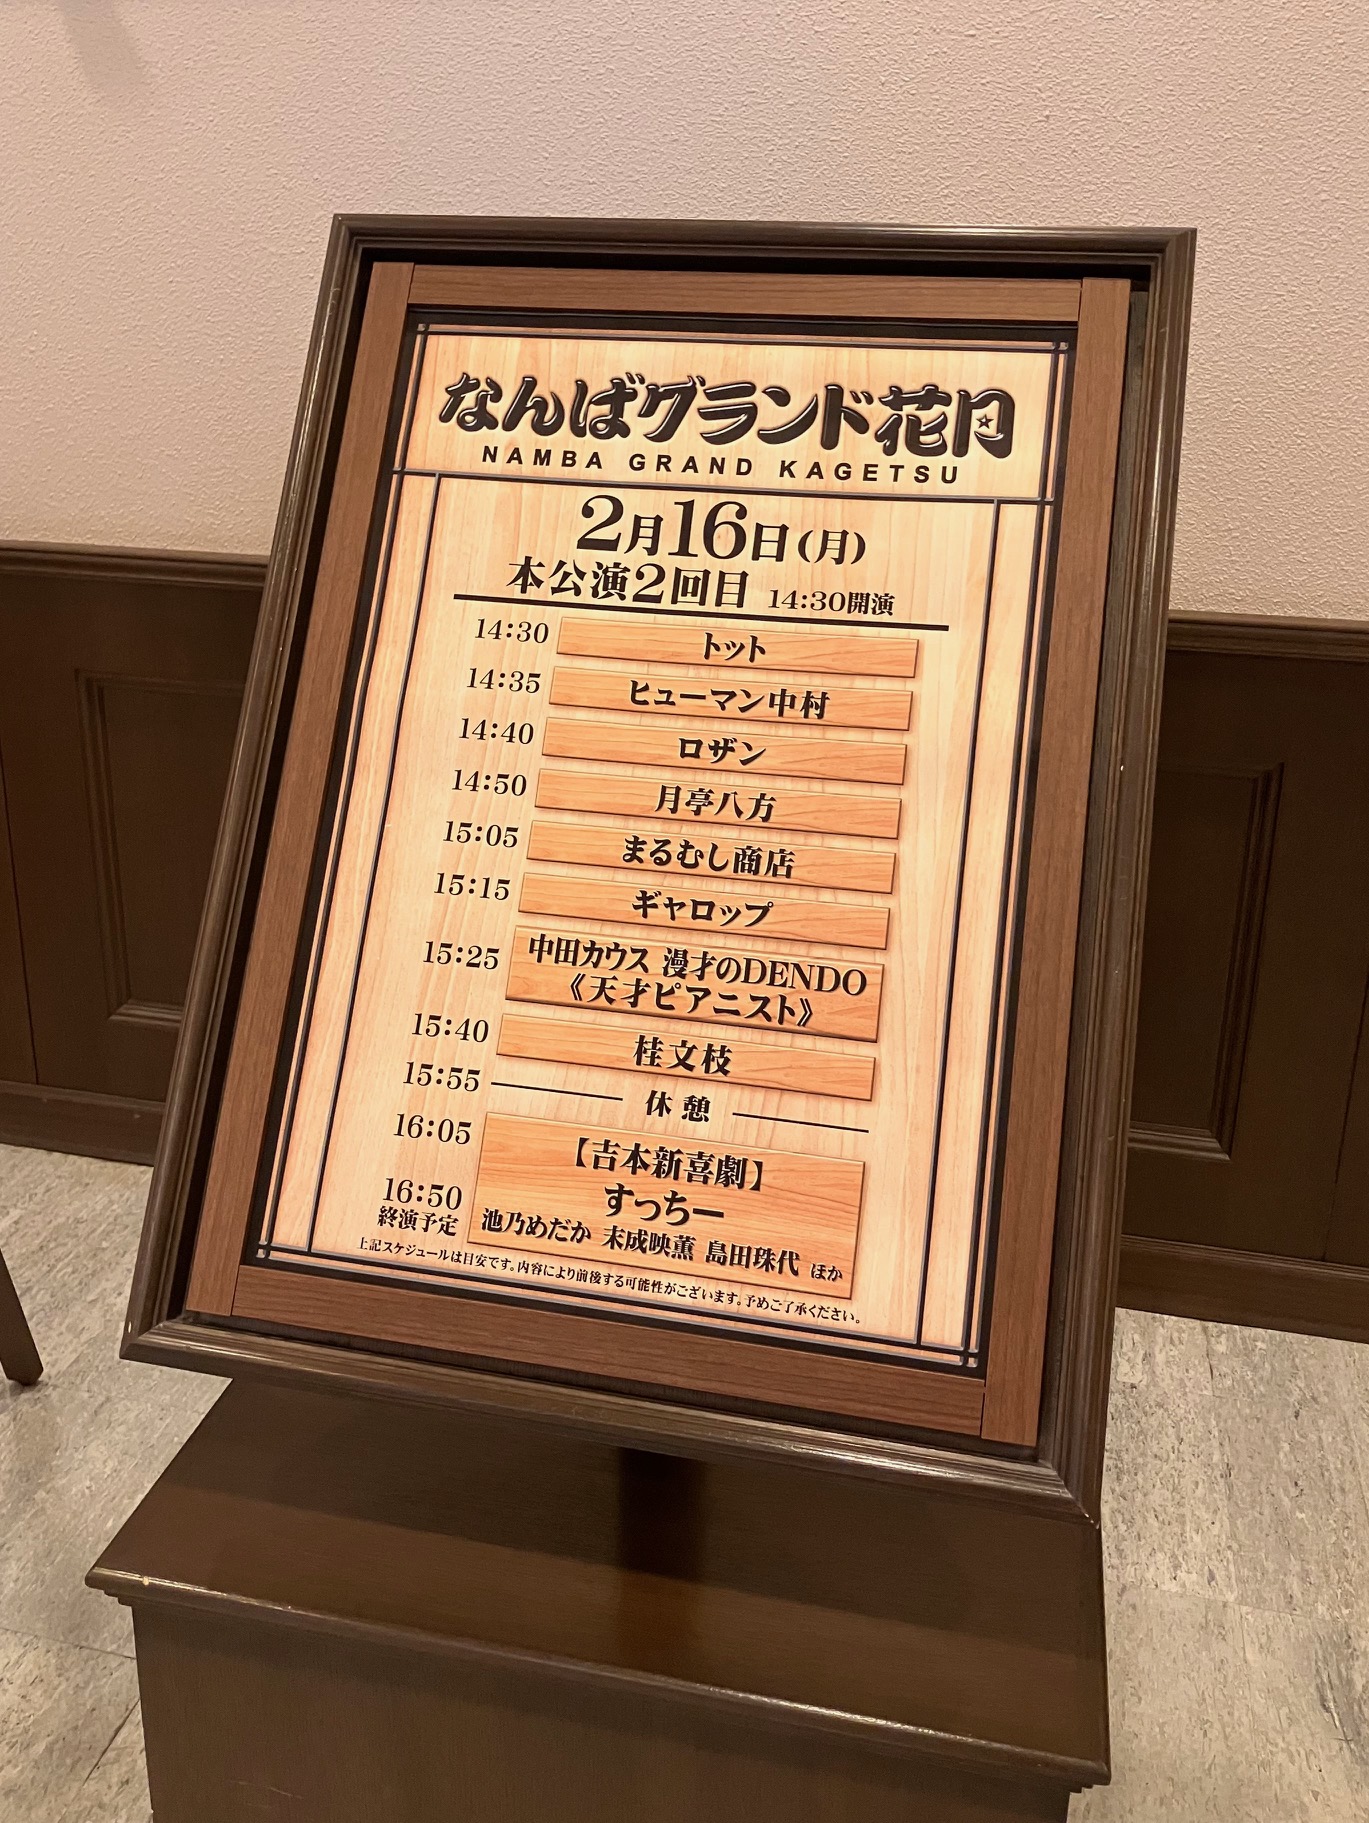 なんばグランド花月
NAMBA GRAND KAGETSU
2月16日(月)
本公演2回目 14:30開演
14:30 トット
14:35 ヒューマン中村
14:40 ロザン
14:50 月亭八方
15:05 まるむし商店
15:15 ギャロップ
15:25 中田カウス 漫才のDENDO
《天才ピアニスト》
15:40 桂文枝
15:55 休憩
16:05 【吉本新喜劇】
すっちー
16:50 池乃めだか 末成映薫 島田珠代 ほか
終演予定
上記スケジュールは目安です。内容により前後する可能性がございます。予めご了承ください。